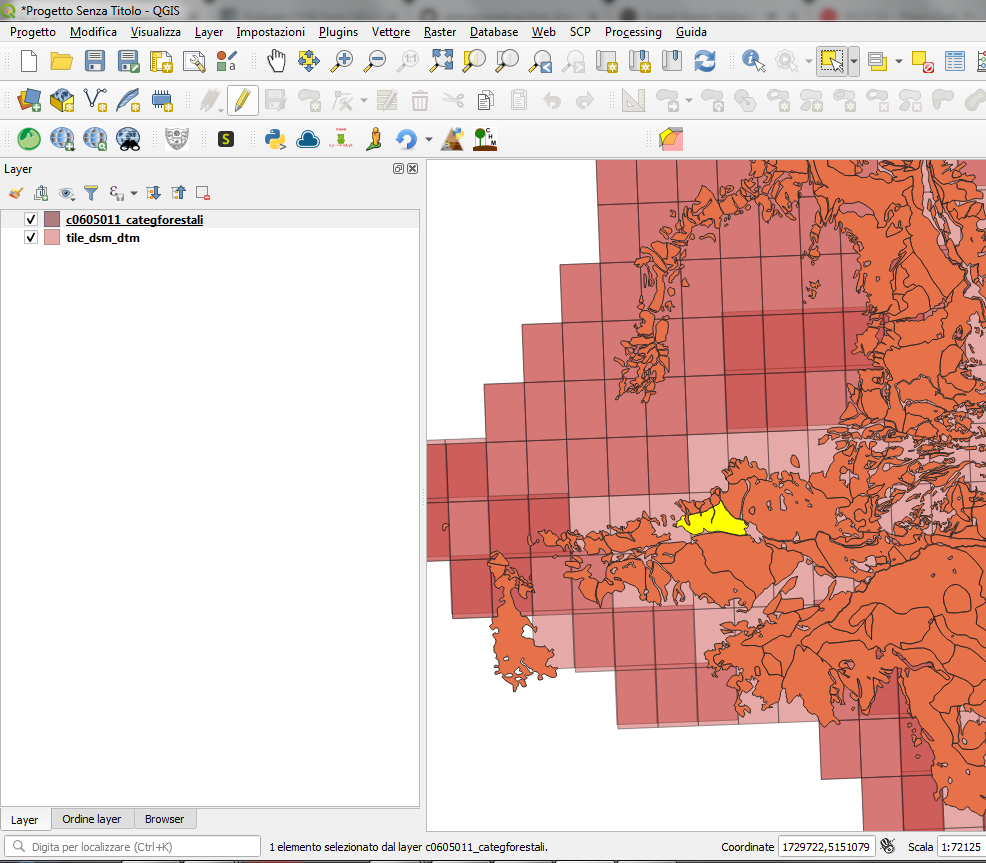 *Progetto Senza Titolo - QGIS
Progetto Modifica Visualizza Layer Impostazioni Plugins Vettore Raster Database Web SCP Processing Guida
Layer
c0605011_categforestali
tile_dsm_dtm
Layer Ordine layer Browser
Digita per localizzare (Ctrl+K) 1 elemento selezionato dal layer c0605011_categforestali. Coordinate 1729722,5151079 Scala 1:72125